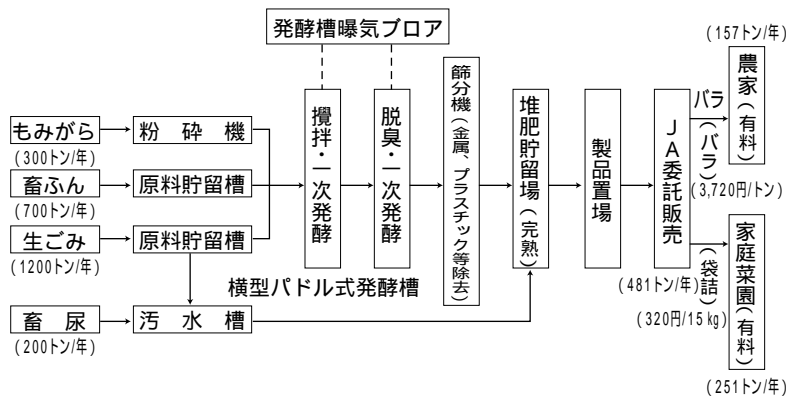 発酵槽曝気ブロア
もみがら
(300トン/年)
粉砕機
畜ふん
(700トン/年)
原料貯留槽
生ごみ
(1200トン/年)
原料貯留槽
畜尿
(200トン/年)
汚水槽
攪拌・一次発酵
脱臭・一次発酵
横型パドル式発酵槽
篩分機(金属、プラスチック等除去)
堆肥貯留場(完熟)
製品置場
JA委託販売
(481トン/年)
バラ
(バラ)
(3,720円/トン)
(157トン/年)
農家(有料)
(袋詰)
(320円/15kg)
家庭菜園(有料)
(251トン/年)